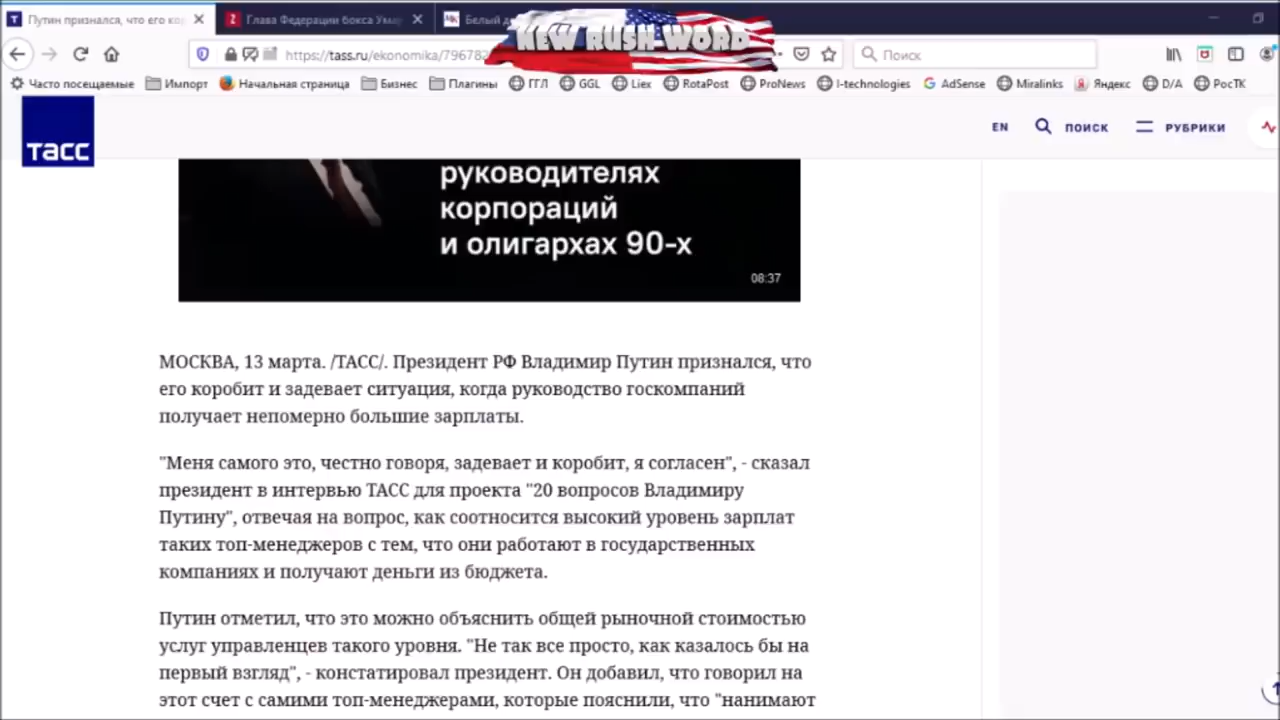 Путин признался, что его кор
Глава Федерации бокса Умар
Белый д
NEW RUSH WORD
https://tass.ru/ekonomika/79678
Поиск
Часто посещаемые
Импорт
Начальная страница
Бизнес
Плагины
ГГЛ
GGL
Liex
RotaPost
ProNews
I-technologies
AdSense
Miralinks
Яндекс
D/A
РосТК
ТАСС
EN
ПОИСК
РУБРИКИ
руководителях
корпораций
и олигархах 90-х
08:37
МОСКВА, 13 марта. /ТАСС/. Президент РФ Владимир Путин признался, что
его коробит и задевает ситуация, когда руководство госкомпаний
получает непомерно большие зарплаты.
"Меня самого это, честно говоря, задевает и коробит, я согласен", - сказал
президент в интервью ТАСС для проекта "20 вопросов Владимиру
Путину", отвечая на вопрос, как соотносится высокий уровень зарплат
таких топ-менеджеров с тем, что они работают в государственных
компаниях и получают деньги из бюджета.
Путин отметил, что это можно объяснить общей рыночной стоимостью
услуг управленцев такого уровня. "Не так все просто, как казалось бы на
первый взгляд", - констатировал президент. Он добавил, что говорил на
этот счет с самими топ-менеджерами, которые пояснили, что "нанимают